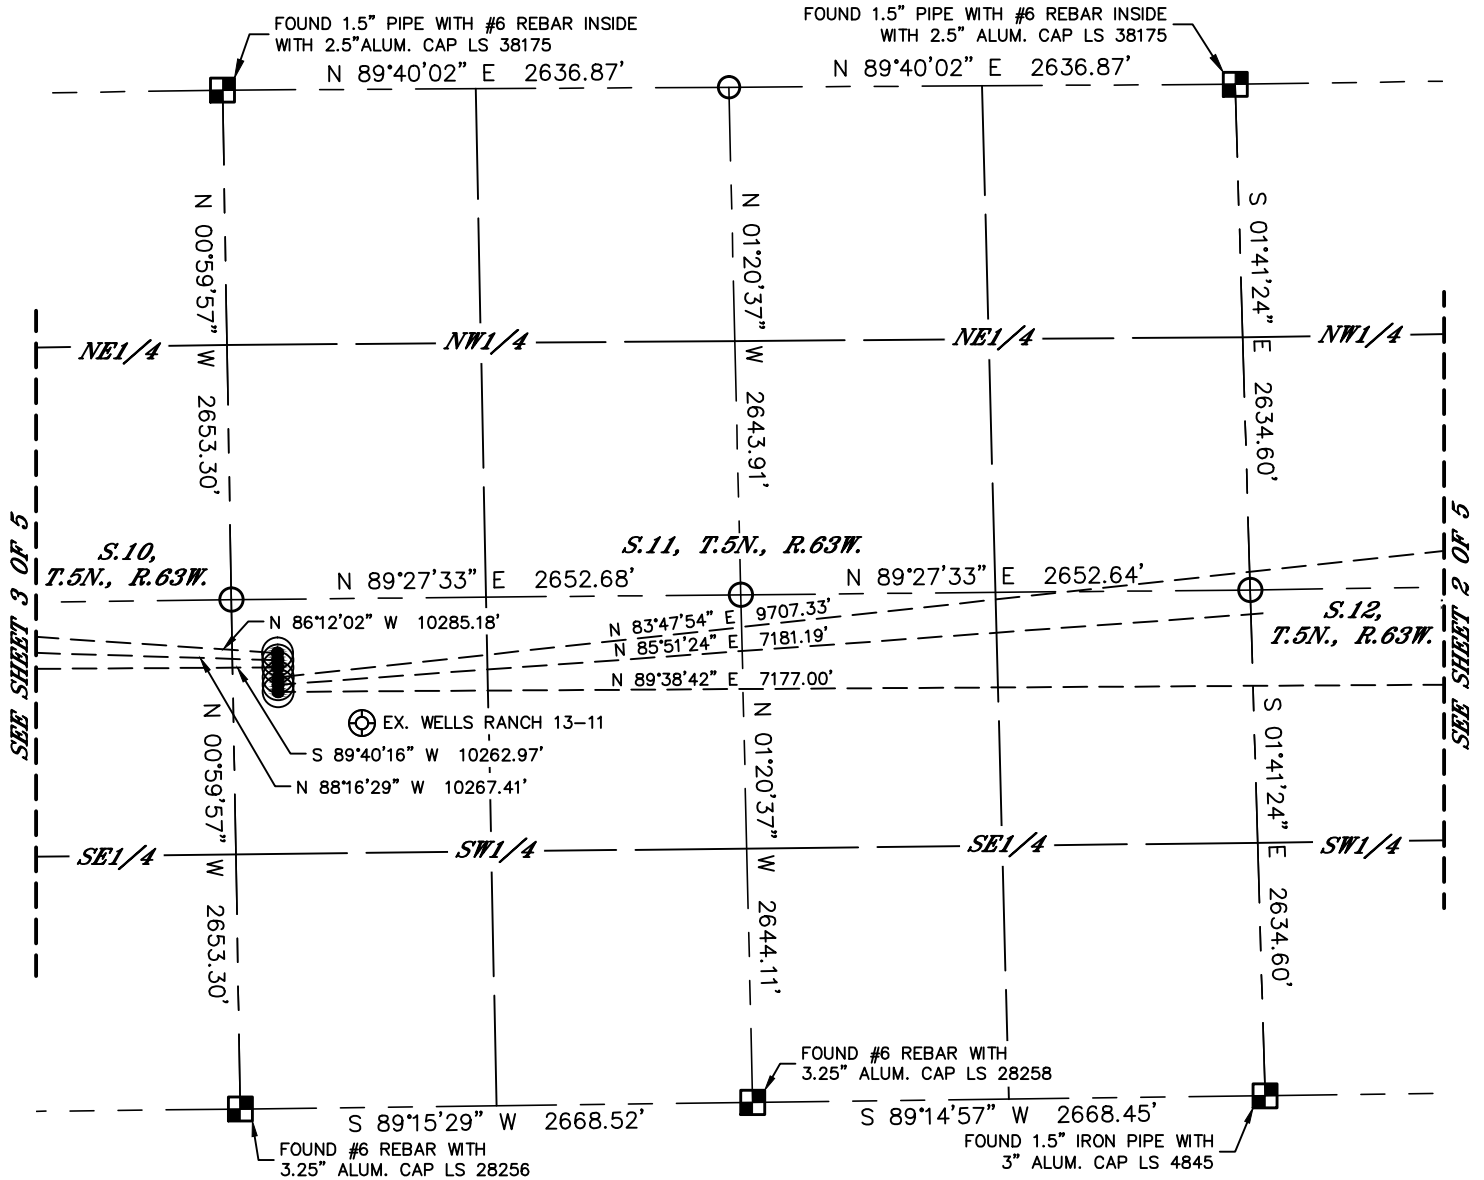 FOUND 1.5" PIPE WITH #6 REBAR INSIDE
WITH 2.5"ALUM. CAP LS 38175
FOUND 1.5" PIPE WITH #6 REBAR INSIDE
WITH 2.5" ALUM. CAP LS 38175
N 89°40'02" E 2636.87'
N 89°40'02" E 2636.87'
N 00°59'57" W 2653.30'
N 01°20'37" W 2643.91'
S 01°41'24" E 2634.60'
NE1/4
NW1/4
NE1/4
NW1/4
SEE SHEET 3 OF 5
SEE SHEET 2 OF 5
S.10,
T.5N., R.63W.
S.11, T.5N., R.63W.
N 89°27'33" E 2652.68'
N 89°27'33" E 2652.64'
S.12,
T.5N., R.63W.
N 86°12'02" W 10285.18'
N 83°47'54" E 9707.33'
N 85°51'24" E 7181.19'
N 89°38'42" E 7177.00'
EX. WELLS RANCH 13-11
S 89°40'16" W 10262.97'
N 88°16'29" W 10267.41'
N 00°59'57" W 2653.30'
N 01°20'37" W 2644.11'
S 01°41'24" E 2634.60'
SE1/4
SW1/4
SE1/4
SW1/4
FOUND #6 REBAR WITH
3.25" ALUM. CAP LS 28258
S 89°15'29" W 2668.52'
S 89°14'57" W 2668.45'
FOUND #6 REBAR WITH
3.25" ALUM. CAP LS 28256
FOUND 1.5" IRON PIPE WITH
3" ALUM. CAP LS 4845